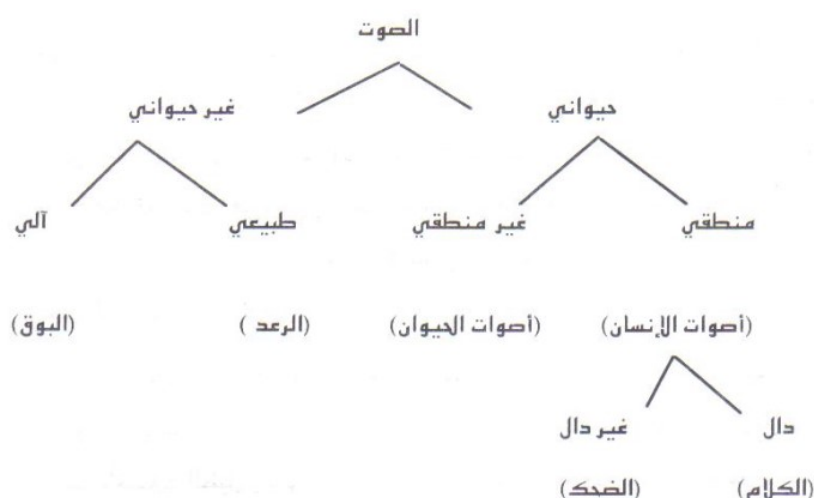 الصوت
حيواني غير حيواني
منطقي غير منطقي طبيعي آلي
(أصوات الإنسان) (أصوات الحيوان) (الرعد ) (البوق)
دال غير دال
(الكلام) (الضحك)